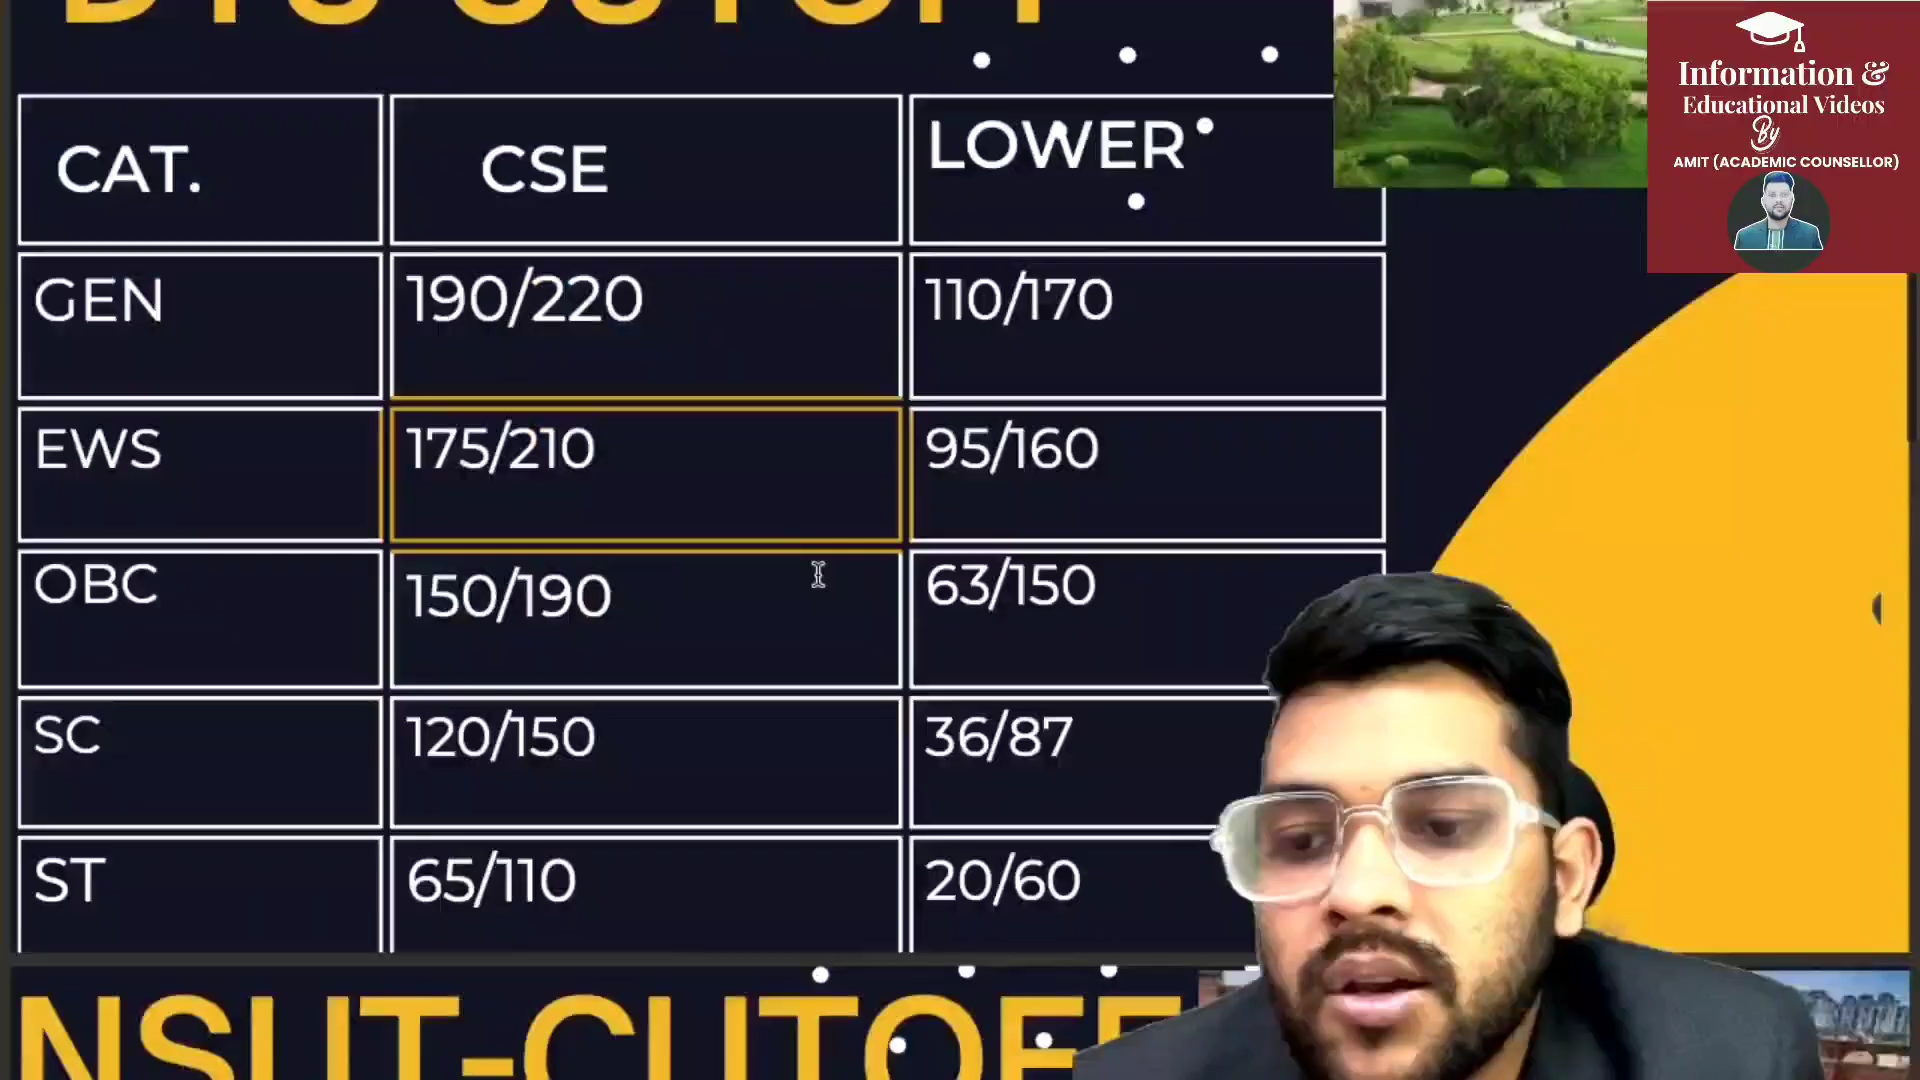 CUTOFF
Information &
Educational Videos
By
AMIT (ACADEMIC COUNSELLOR)
CAT. CSE LOWER
GEN 190/220 110/170
EWS 175/210 95/160
OBC 150/190 63/150
SC 120/150 36/87
ST 65/110 20/60